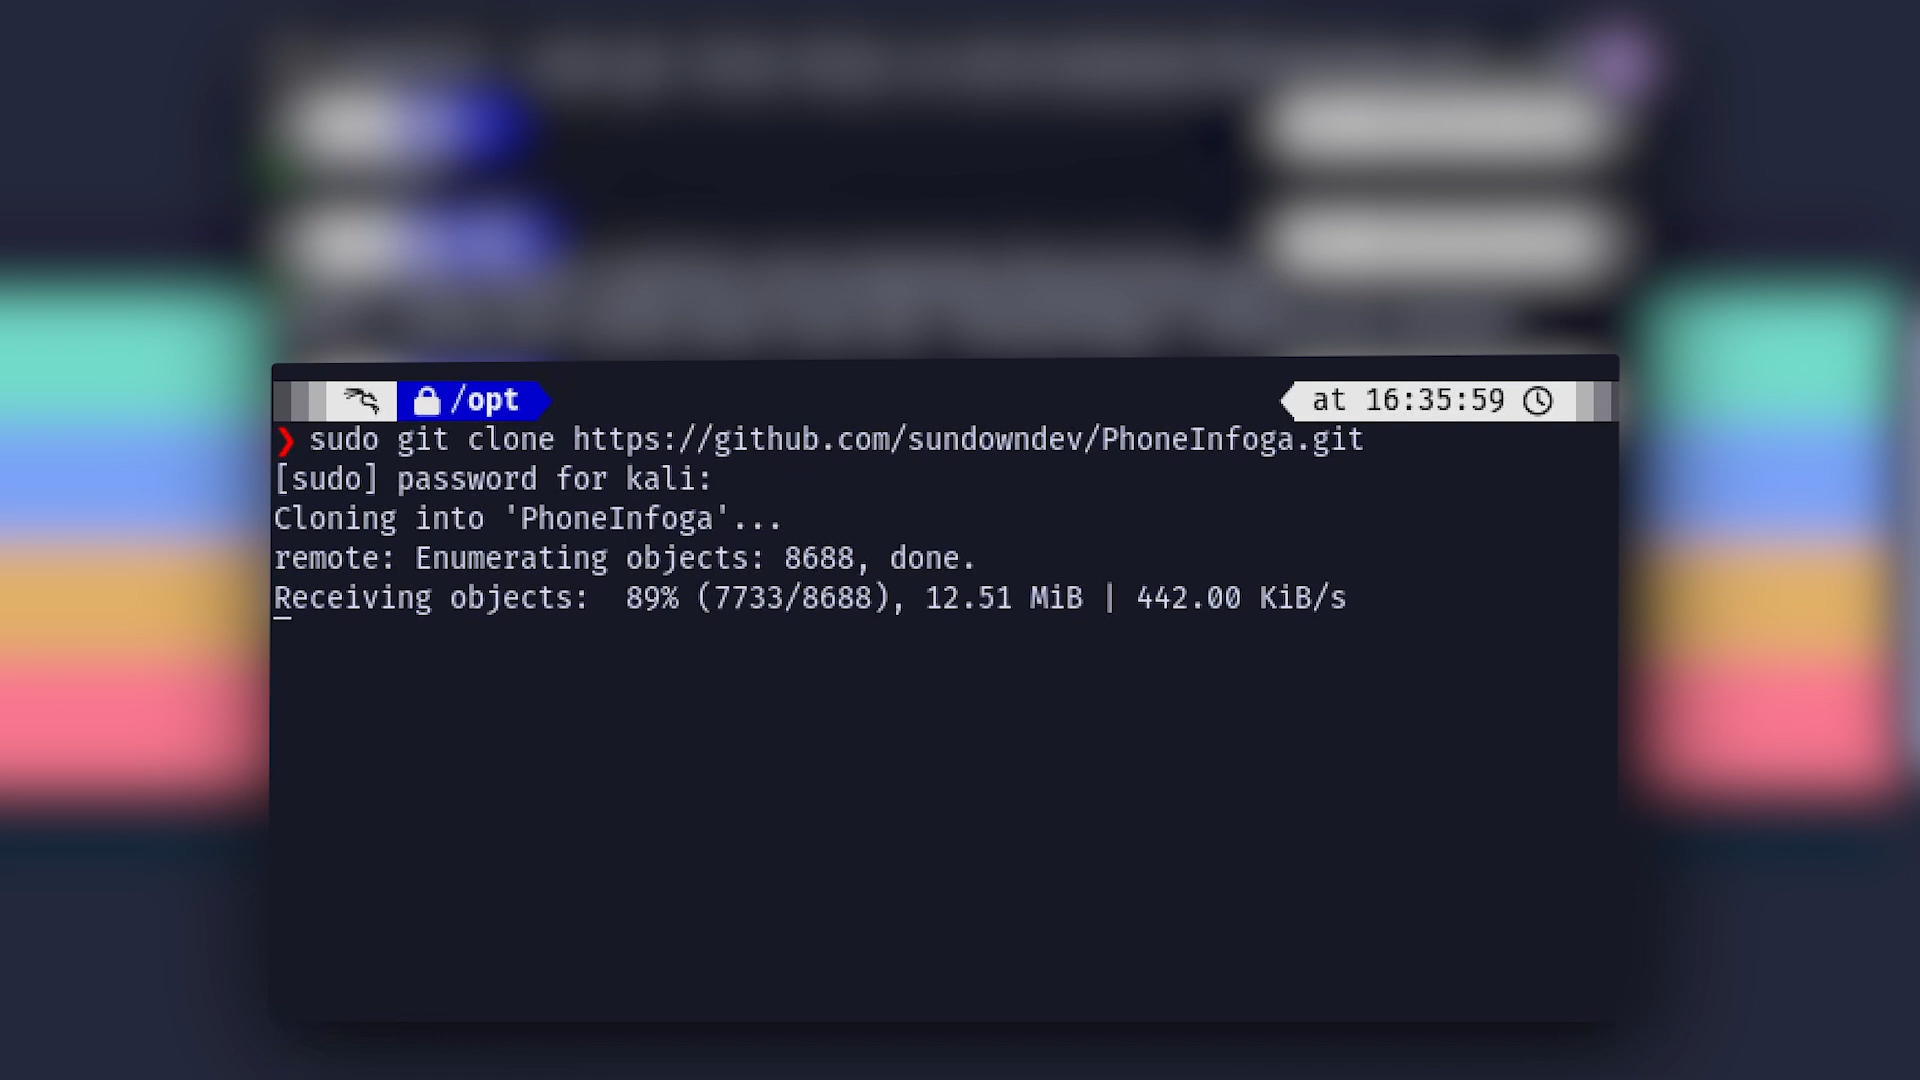 /opt at 16:35:59
❯ sudo git clone https://github.com/sundowndev/PhoneInfoga.git
[sudo] password for kali:
Cloning into 'PhoneInfoga'...
remote: Enumerating objects: 8688, done.
Receiving objects:  89% (7733/8688), 12.51 MiB | 442.00 KiB/s